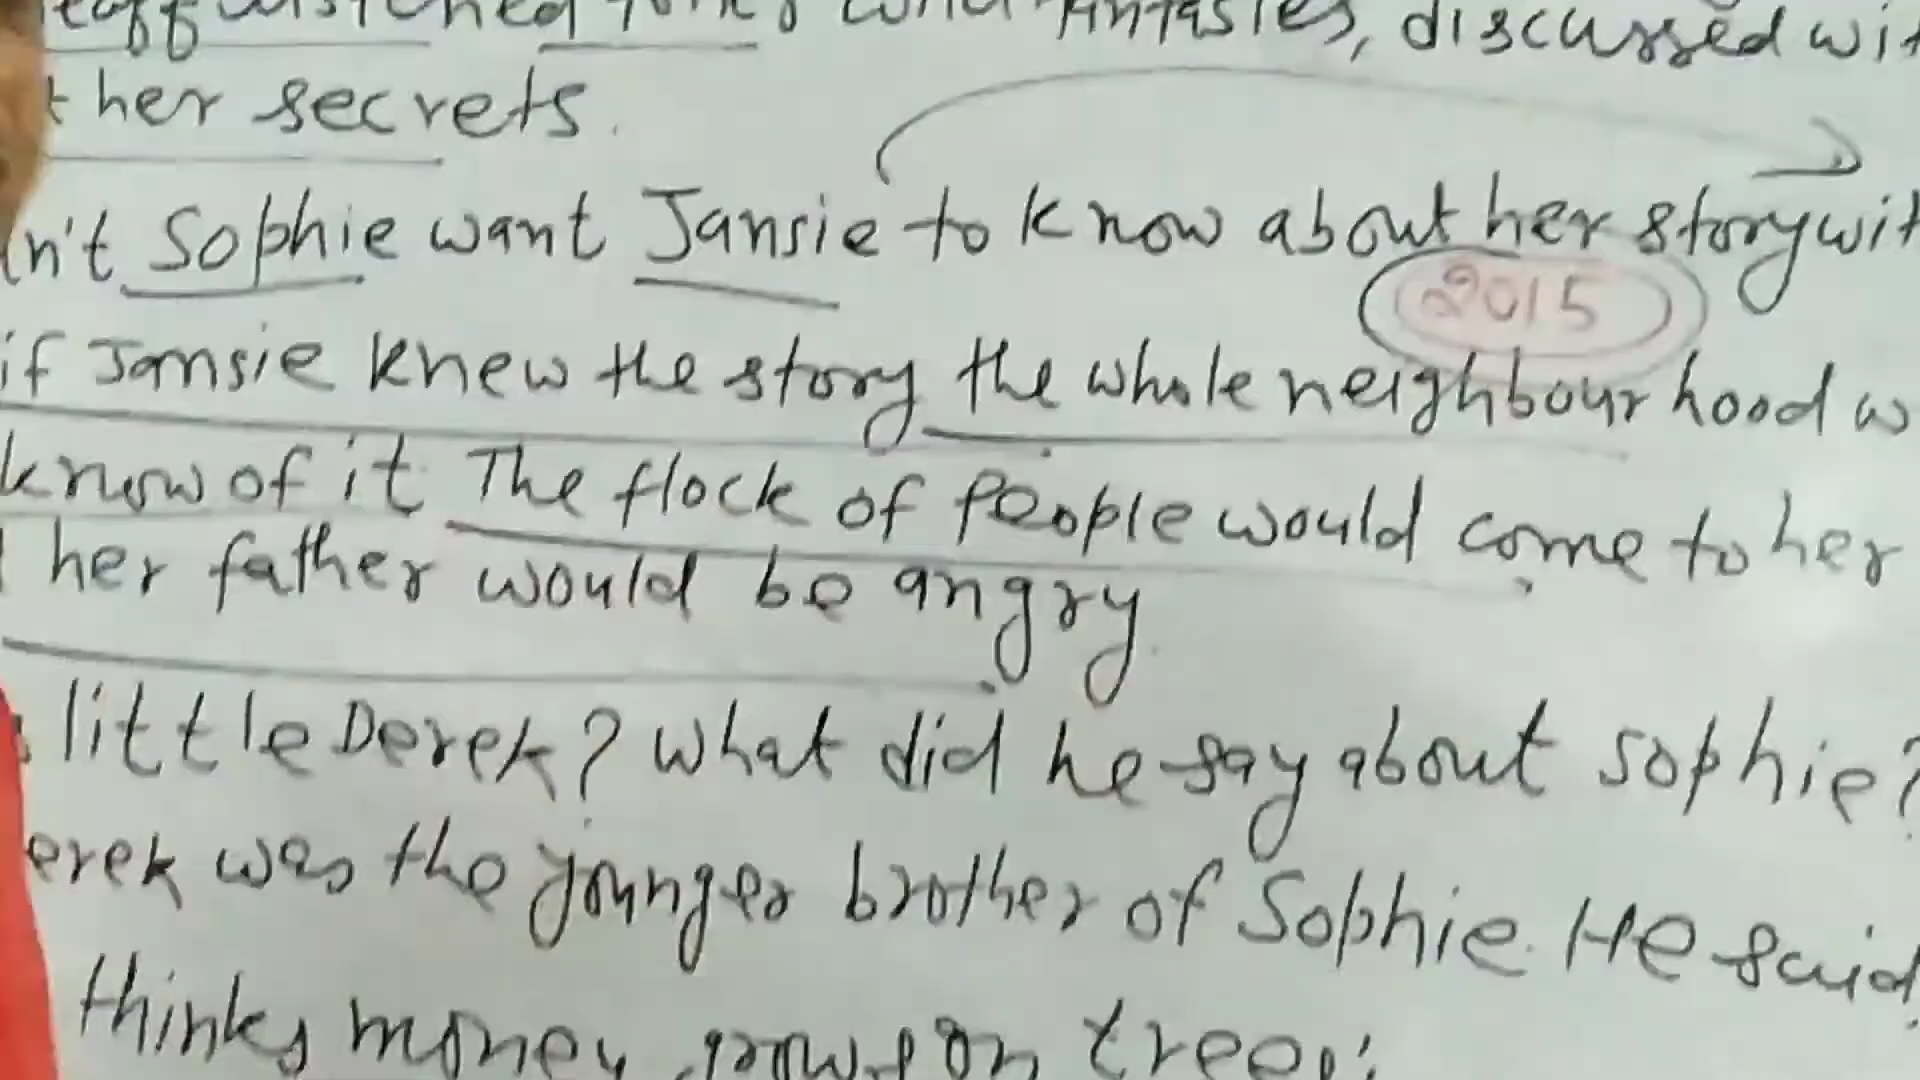 fantasies, discussed wit
her secrets.
n't Sophie want Jansie to know about her story wit
2015
if Jansie knew the story the whole neighbourhood w
know of it. The flock of People would come to her
her father would be angry.
little Derek? What did he say about sophie?
erek was the younger brother of Sophie. He said
thinks money grows on trees: